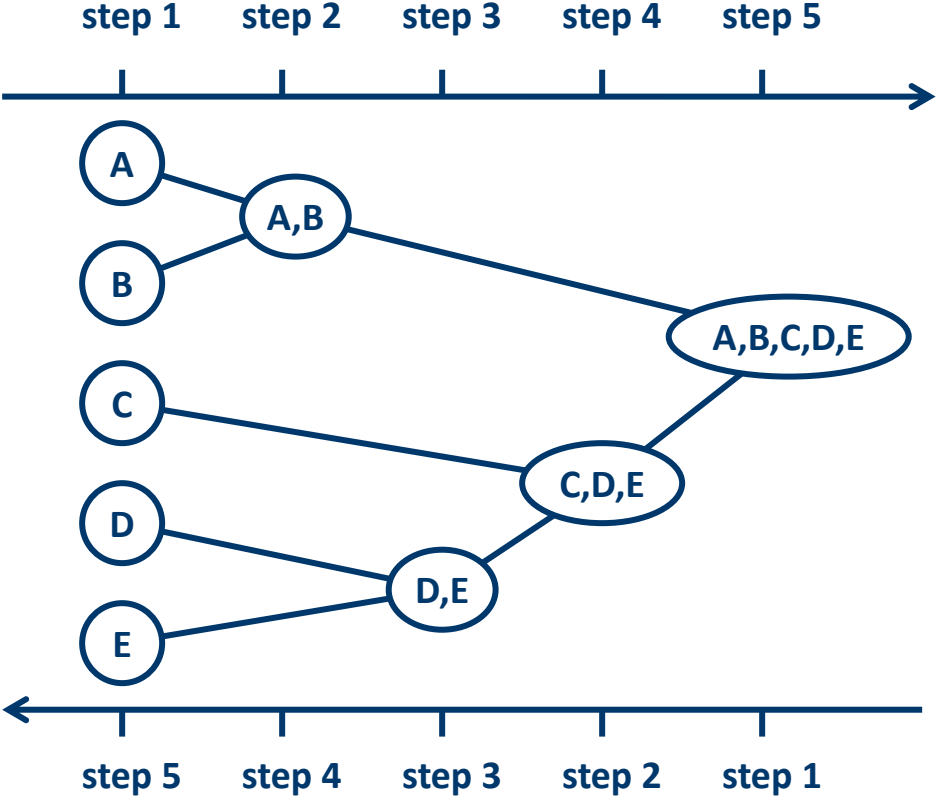 step 1 step 2 step 3 step 4 step 5
A
A,B
B
A,B,C,D,E
C
C,D,E
D
D,E
E
step 5 step 4 step 3 step 2 step 1